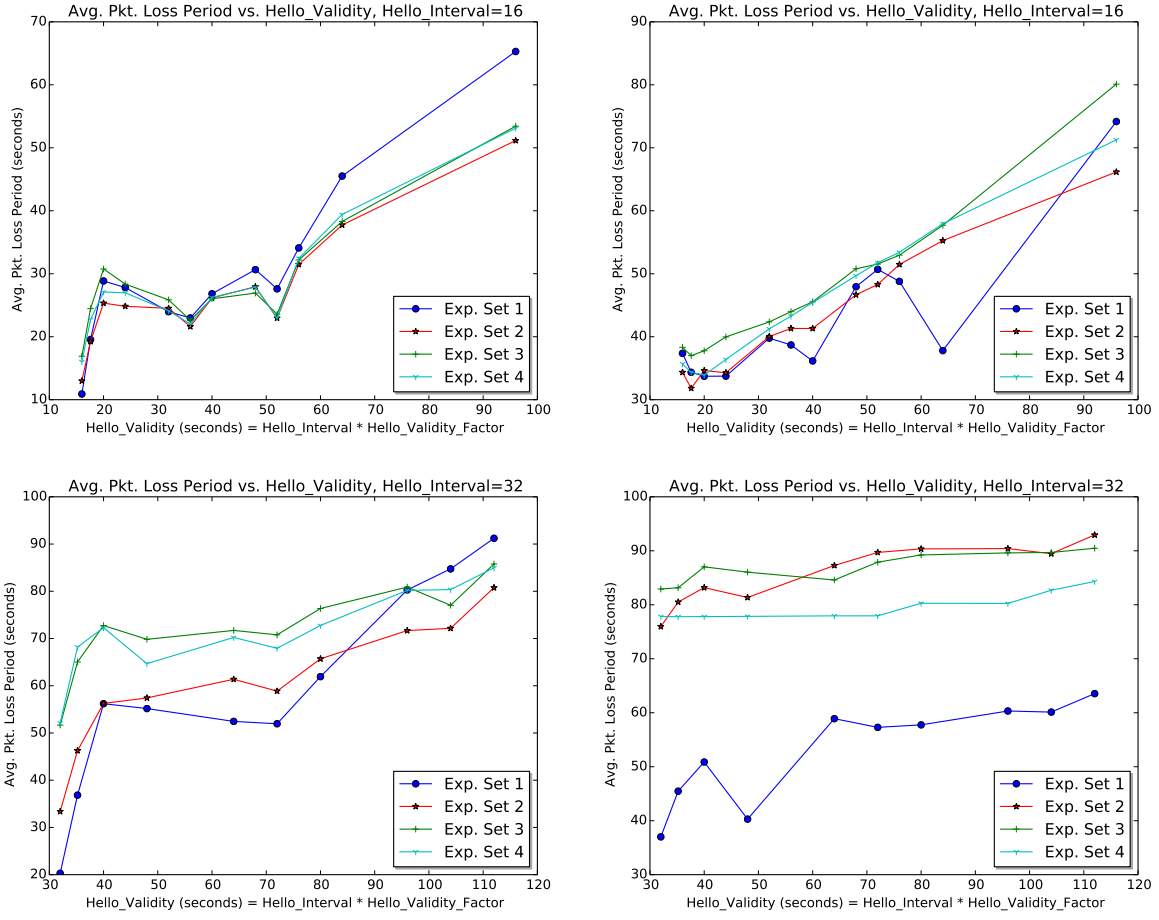 Avg. Pkt. Loss Period vs. Hello_Validity, Hello_Interval=16
Avg. Pkt. Loss Period (seconds)
70
60
50
40
30
20
10
Exp. Set 1
Exp. Set 2
Exp. Set 3
Exp. Set 4
10 20 30 40 50 60 70 80 90 100
Hello_Validity (seconds) = Hello_Interval * Hello_Validity_Factor
Avg. Pkt. Loss Period vs. Hello_Validity, Hello_Interval=16
Avg. Pkt. Loss Period (seconds)
90
80
70
60
50
40
30
Exp. Set 1
Exp. Set 2
Exp. Set 3
Exp. Set 4
10 20 30 40 50 60 70 80 90 100
Hello_Validity (seconds) = Hello_Interval * Hello_Validity_Factor
Avg. Pkt. Loss Period vs. Hello_Validity, Hello_Interval=32
Avg. Pkt. Loss Period (seconds)
100
90
80
70
60
50
40
30
20
Exp. Set 1
Exp. Set 2
Exp. Set 3
Exp. Set 4
30 40 50 60 70 80 90 100 110 120
Hello_Validity (seconds) = Hello_Interval * Hello_Validity_Factor
Avg. Pkt. Loss Period vs. Hello_Validity, Hello_Interval=32
Avg. Pkt. Loss Period (seconds)
100
90
80
70
60
50
40
30
Exp. Set 1
Exp. Set 2
Exp. Set 3
Exp. Set 4
30 40 50 60 70 80 90 100 110 120
Hello_Validity (seconds) = Hello_Interval * Hello_Validity_Factor